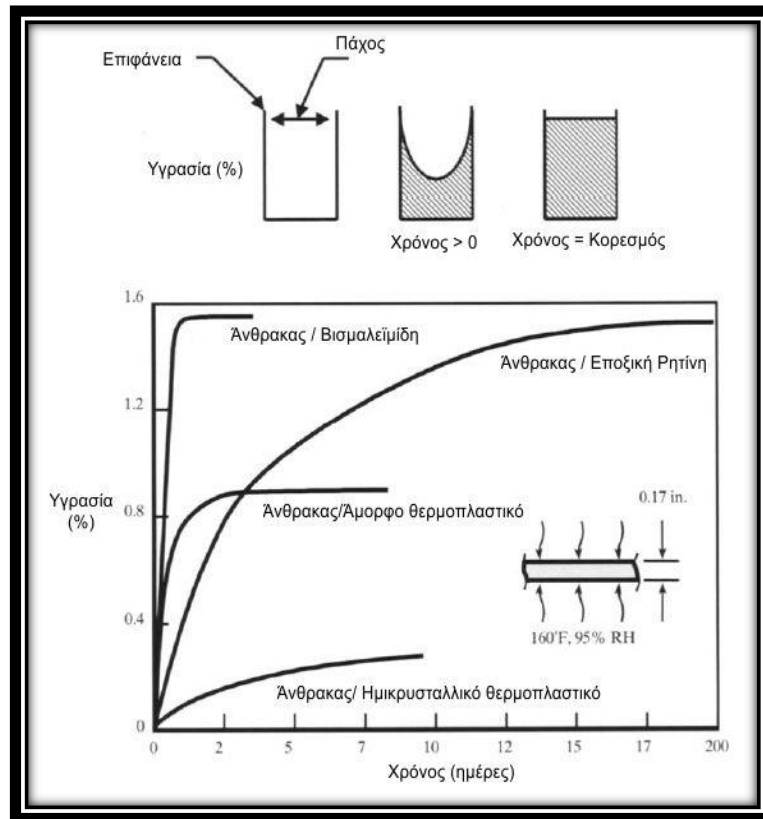 Πάχος
Επιφάνεια
Υγρασία (%)
Χρόνος > 0
Χρόνος = Κορεσμός
1.6
Άνθρακας / Βισμαλεϊμίδη
Άνθρακας / Εποξική Ρητίνη
1.2
Υγρασία
(%)
0.8
Άνθρακας/Άμορφο θερμοπλαστικό
0.17 in.
0.4
160°F, 95% RH
Άνθρακας/ Ημικρυσταλλικό θερμοπλαστικό
0
0 2 5 7 10 12 15 17 200
Χρόνος (ημέρες)